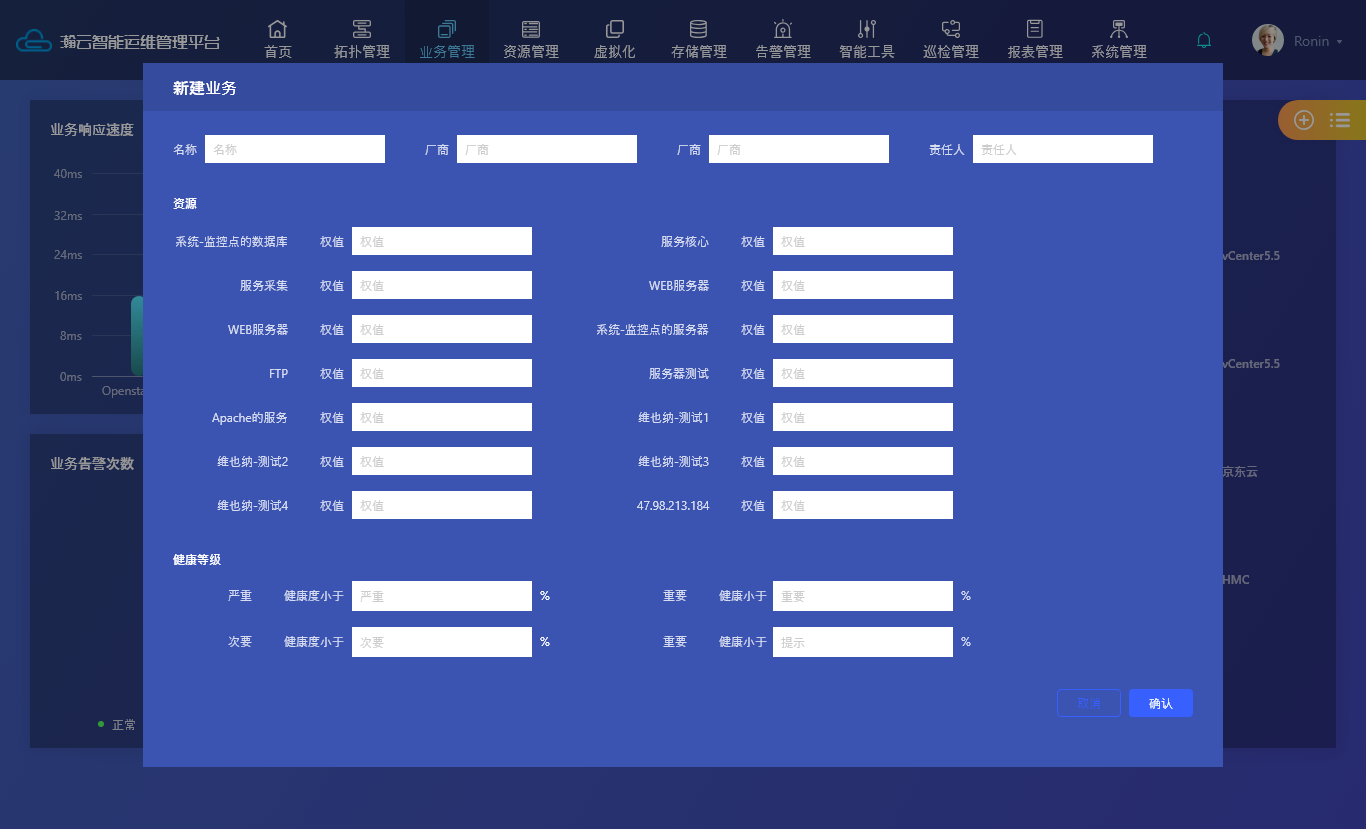 瀚云智能运维管理平台
首页 拓扑管理 业务管理 资源管理 虚拟化 存储管理 告警管理 智能工具 巡检管理 报表管理 系统管理
Ronin
新建业务
业务响应速度
名称 名称 厂商 厂商 厂商 厂商 责任人 责任人
40ms
资源
32ms
系统-监控点的数据库 权值 权值 服务核心 权值 权值
24ms
vCenter5.5
服务采集 权值 权值 WEB服务器 权值 权值
16ms
WEB服务器 权值 权值 系统-监控点的服务器 权值 权值
8ms
vCenter5.5
FTP 权值 权值 服务器测试 权值 权值
0ms
Opensta
Apache的服务 权值 权值 维也纳-测试1 权值 权值
业务告警次数
维也纳-测试2 权值 权值 维也纳-测试3 权值 权值
京东云
维也纳-测试4 权值 权值 47.98.213.184 权值 权值
健康等级
HMC
严重 健康度小于 严重 % 重要 健康小于 重要 %
次要 健康度小于 次要 % 重要 健康小于 提示 %
取消 确认
正常